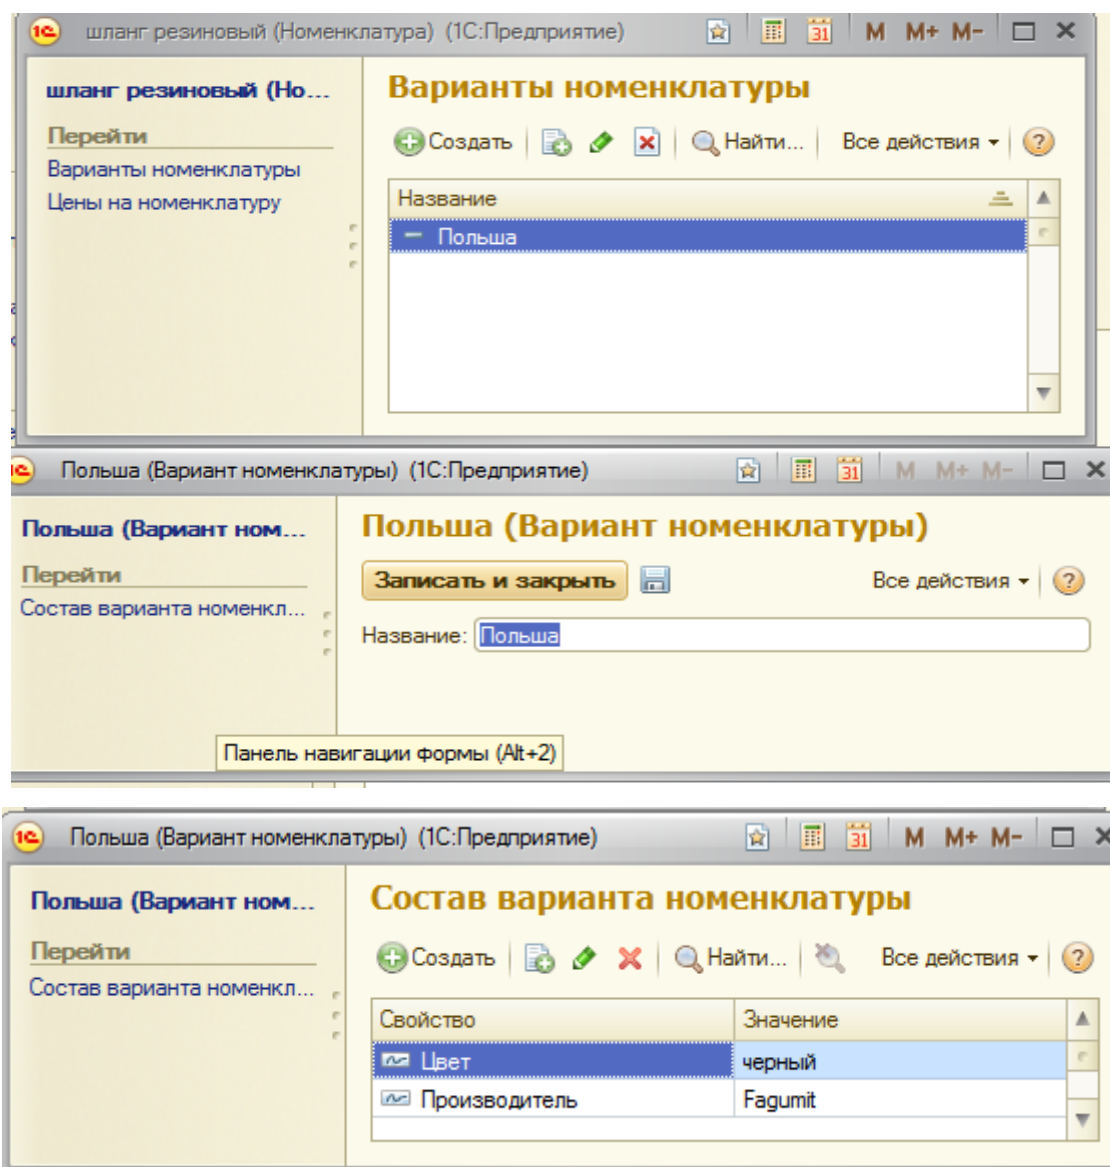 шланг резиновый (Номенклатура) (1С:Предприятие) 31 M M+ M-
шланг резиновый (Но...
Перейти
Варианты номенклатуры
Цены на номенклатуру
Варианты номенклатуры
Создать Найти... Все действия ?
Название
Польша
Польша (Вариант номенклатуры) (1С:Предприятие) 31 M M+ M-
Польша (Вариант ном...
Перейти
Состав варианта номенкл...
Польша (Вариант номенклатуры)
Записать и закрыть Все действия ?
Название: Польша
Панель навигации формы (Alt+2)
Польша (Вариант номенклатуры) (1С:Предприятие) 31 M M+ M-
Польша (Вариант ном...
Перейти
Состав варианта номенкл...
Состав варианта номенклатуры
Создать Найти... Все действия ?
Свойство Значение
Цвет черный
Производитель Fagumit